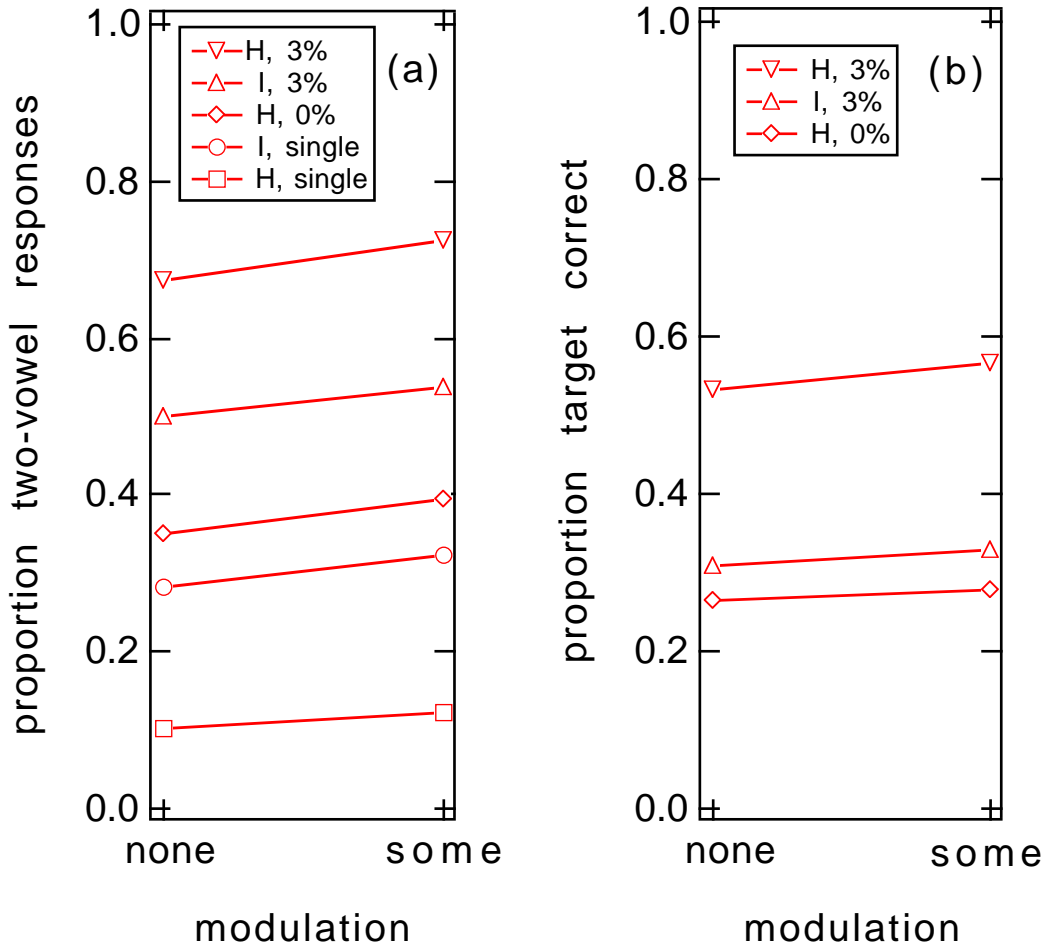 proportion two-vowel responses
1.0
0.8
0.6
0.4
0.2
0.0
H, 3%
I, 3%
H, 0%
I, single
H, single
(a)
none
some
modulation
proportion target correct
1.0
0.8
0.6
0.4
0.2
0.0
H, 3%
I, 3%
H, 0%
(b)
none
some
modulation